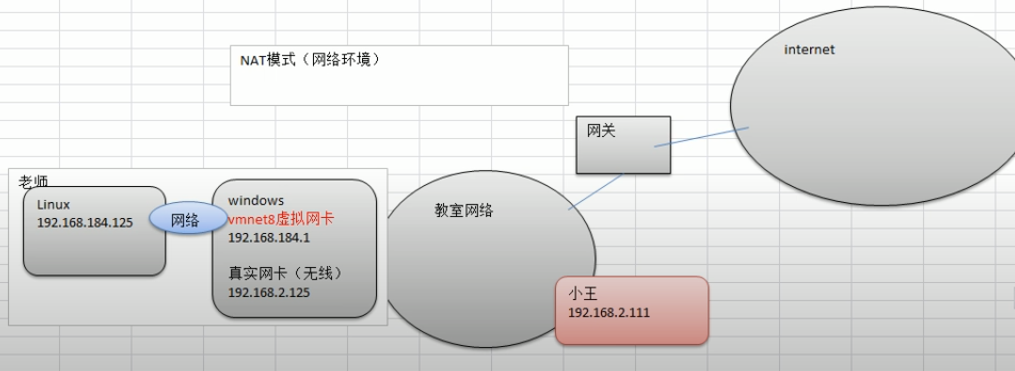 NAT模式（网络环境）
internet
网关
老师
Linux
192.168.184.125
网络
windows
vmnet8虚拟网卡
192.168.184.1
真实网卡（无线）
192.168.2.125
教室网络
小王
192.168.2.111